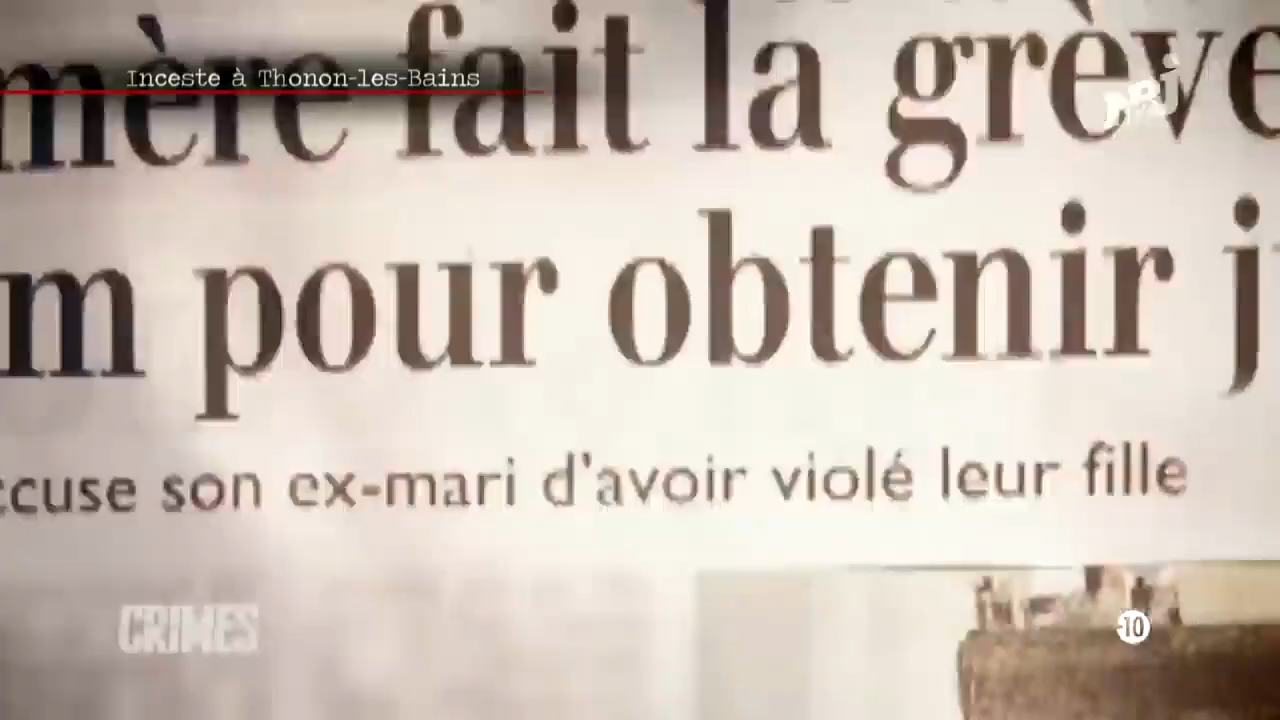 Inceste à Thonon-les-Bains
NRJ
mère fait la grève
m pour obtenir j
ccuse son ex-mari d'avoir violé leur fille
CRIMES
-10